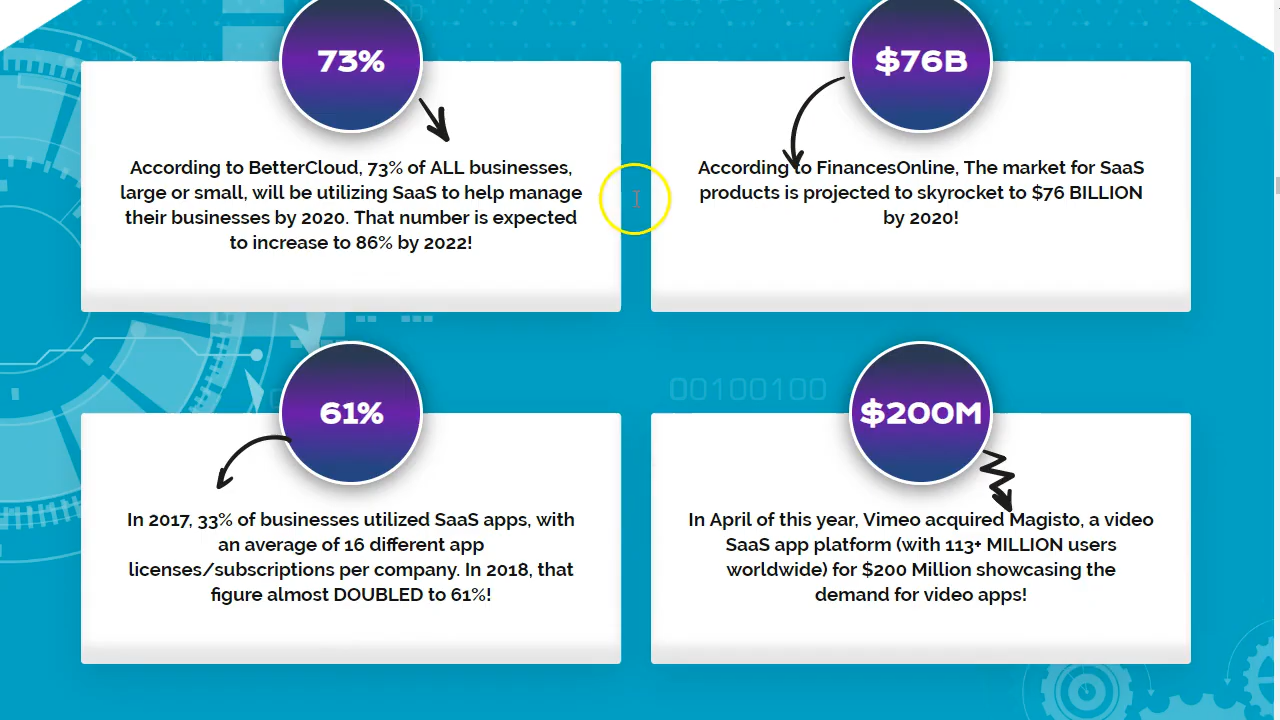 73%
According to BetterCloud, 73% of ALL businesses,
large or small, will be utilizing SaaS to help manage
their businesses by 2020. That number is expected
to increase to 86% by 2022!
$76B
According to FinancesOnline, The market for SaaS
products is projected to skyrocket to $76 BILLION
by 2020!
61%
In 2017, 33% of businesses utilized SaaS apps, with
an average of 16 different app
licenses/subscriptions per company. In 2018, that
figure almost DOUBLED to 61%!
00100100
$200M
In April of this year, Vimeo acquired Magisto, a video
SaaS app platform (with 113+ MILLION users
worldwide) for $200 Million showcasing the
demand for video apps!